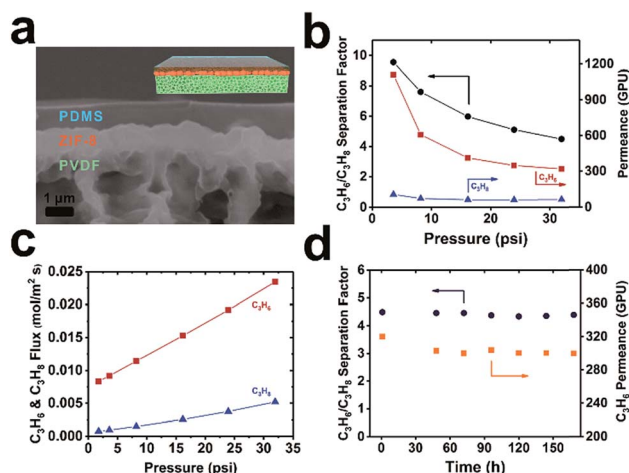 a
PDMS
ZIF-8
PVDF
1 µm
b
C₃H₆/C₃H₈ Separation Factor
10
8
6
4
2
0
C₃H₈
C₃H₈
1200
900
600
300
0
Permeance (GPU)
0 10 20 30
Pressure (psi)
c
C₃H₆ & C₃H₈ Flux (mol/m² s)
0.025
0.020
0.015
0.010
0.005
0.000
C₃H₆
C₃H₈
0 5 10 15 20 25 30 35
Pressure (psi)
d
C₃H₆/C₃H₈ Separation Factor
6
5
4
3
2
1
0
400
360
320
280
240
200
C₃H₆ Permeance (GPU)
0 30 60 90 120 150
Time (h)